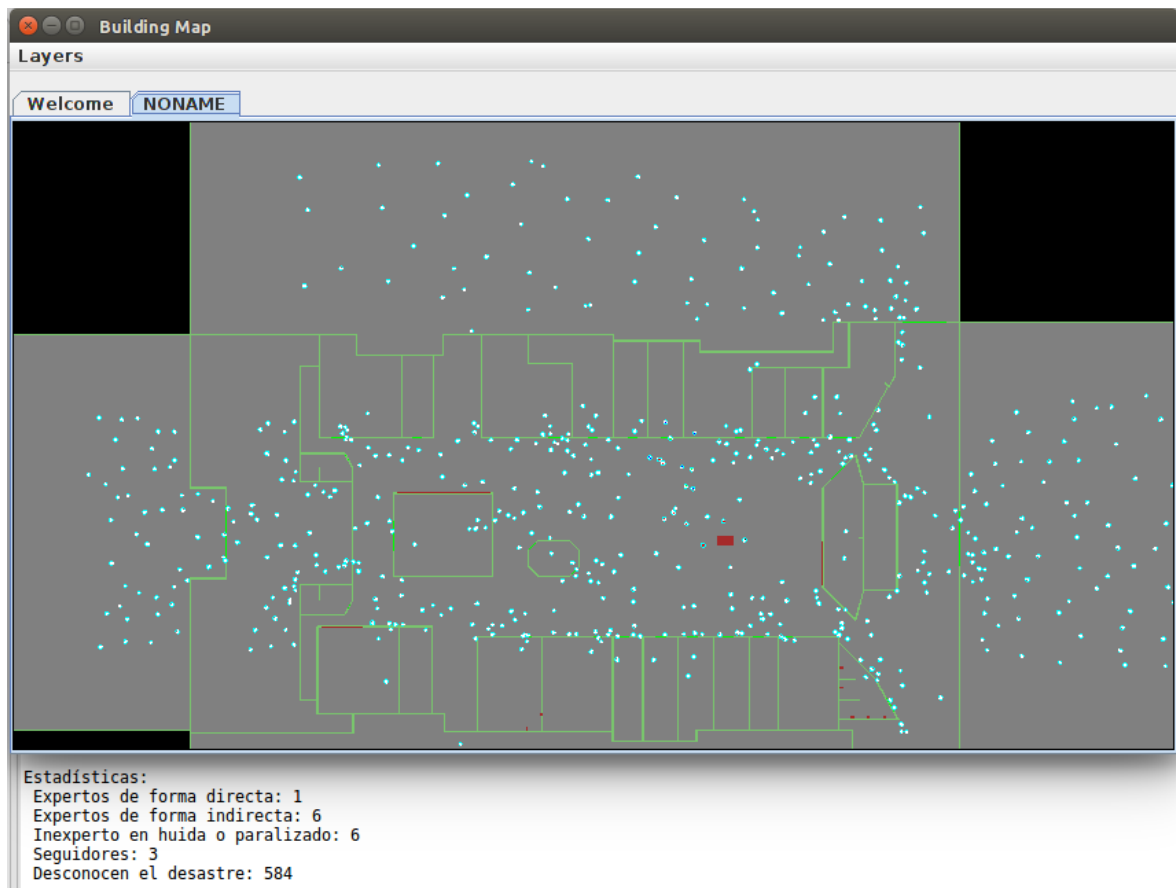 Building Map
Layers
Welcome
NONAME
Estadísticas:
Expertos de forma directa: 1
Expertos de forma indirecta: 6
Inexperto en huida o paralizado: 6
Seguidores: 3
Desconocen el desastre: 584